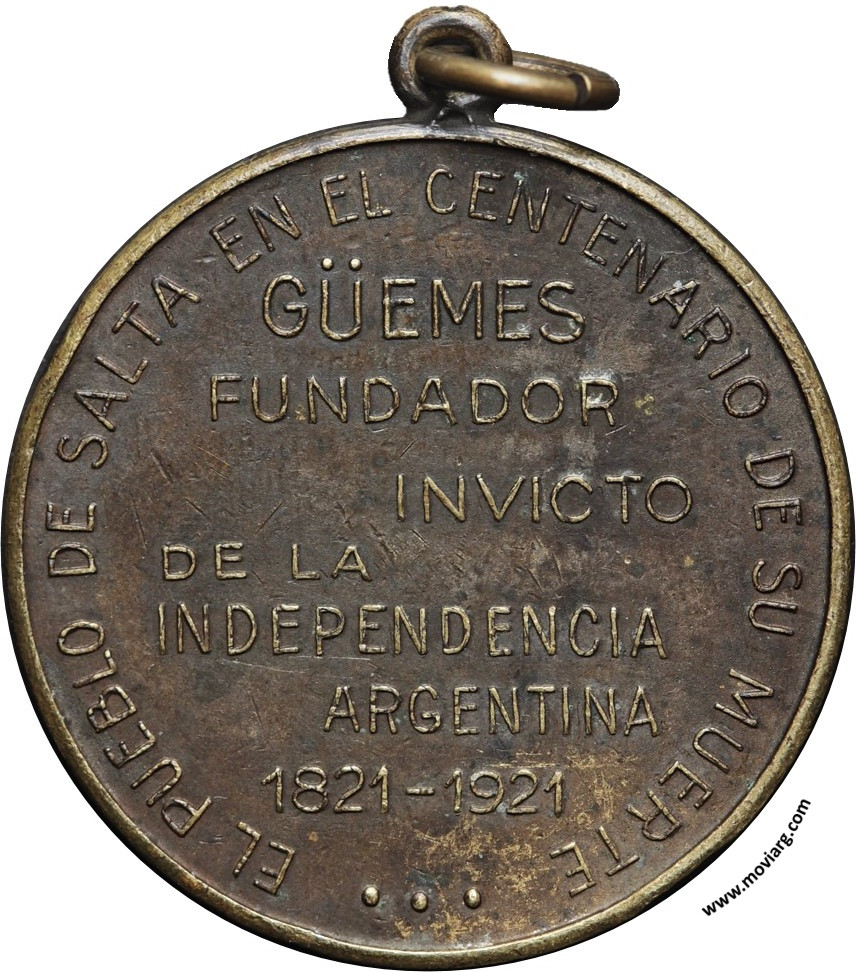 EL PUEBLO DE SALTA EN EL CENTENARIO DE SU MUERTE
GÜEMES
FUNDADOR
INVICTO
DE LA
INDEPENDENCIA
ARGENTINA
1821-1921
www.moviarg.com